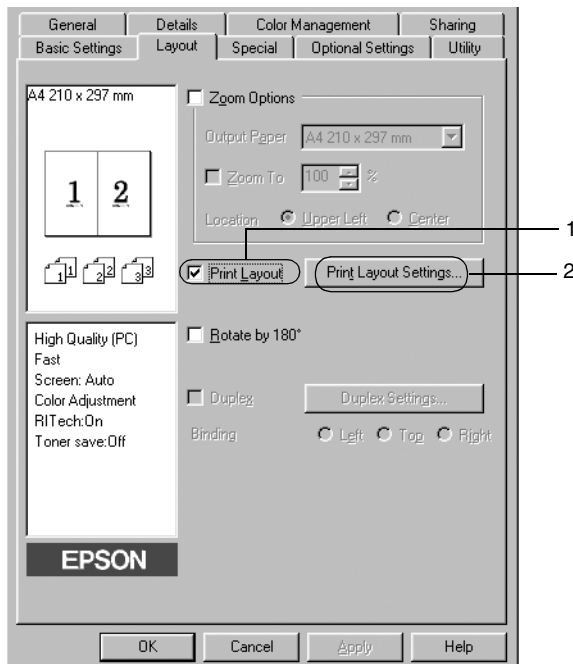 General Details Color Management Sharing
Basic Settings Layout Special Optional Settings Utility
A4 210 x 297 mm
1 2
1 1 2 2 3 3
Zoom Options
Output Paper A4 210 x 297 mm
Zoom To 100 %
Location Upper Left Center
Print Layout Print Layout Settings...
1
2
High Quality (PC)
Fast
Screen: Auto
Color Adjustment
RITech:On
Toner save:Off
Rotate by 180°
Duplex Duplex Settings...
Binding Left Top Right
EPSON
OK Cancel Apply Help